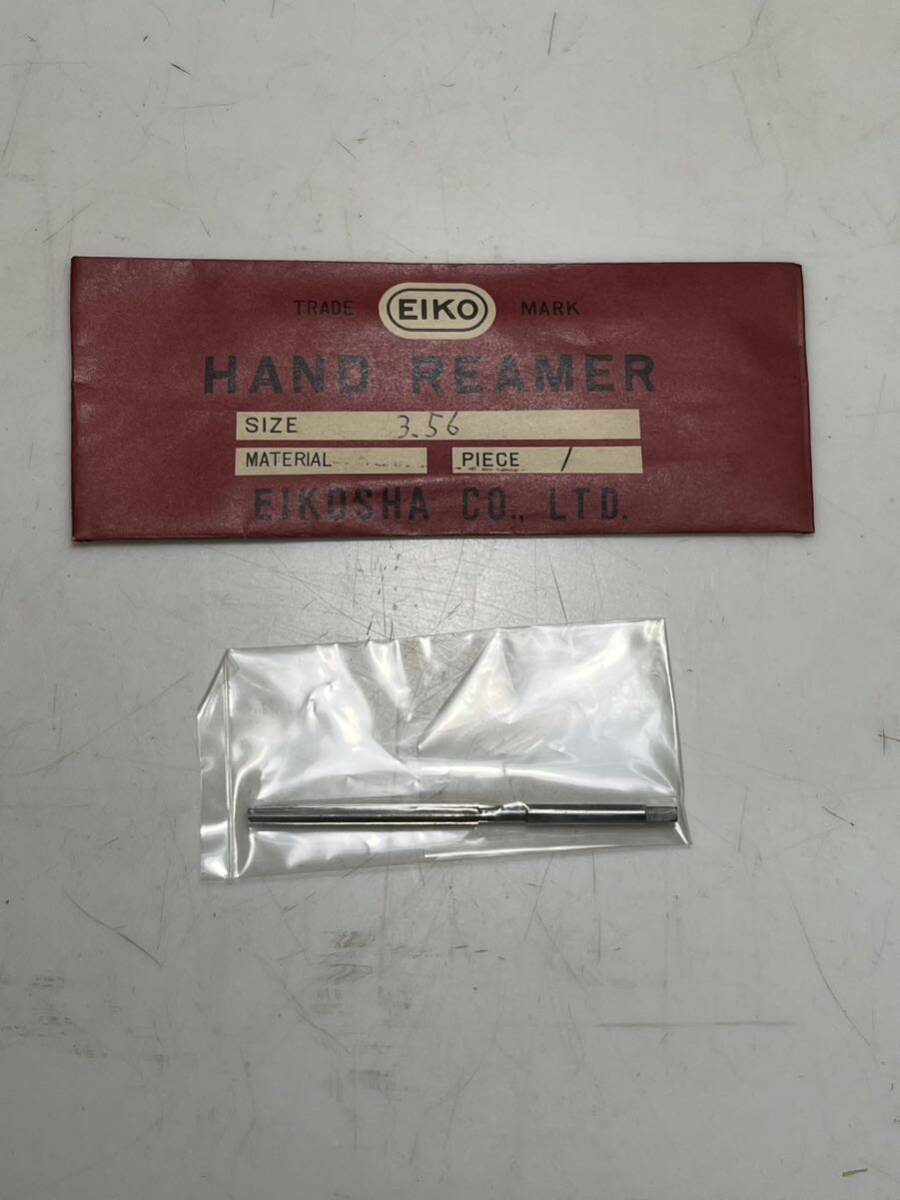 TRADE EIKO MARK
HAND REAMER
SIZE 3.56
MATERIAL PIECE 1
EIKOSHA CO., LTD.